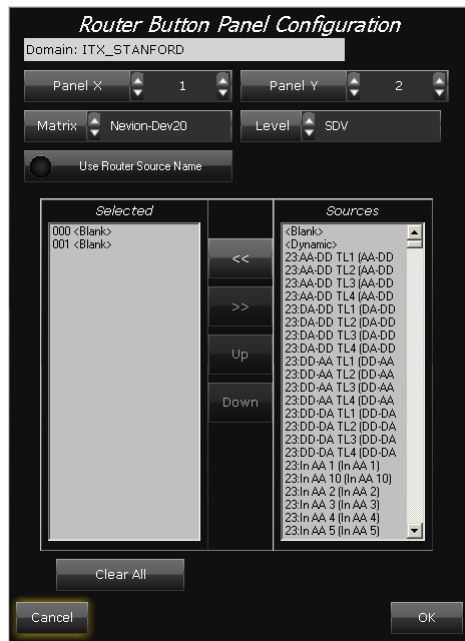 Router Button Panel Configuration
Domain: ITX_STANFORD
Panel X 1 Panel Y 2
Matrix Nevion-Dev20 Level SDV
Use Router Source Name
Selected
000 <Blank>
001 <Blank>
<<
>>
Up
Down
Sources
<Blank>
<Dynamic>
23:AA-DD TL1 (AA-DD
23:AA-DD TL2 (AA-DD
23:AA-DD TL3 (AA-DD
23:AA-DD TL4 (AA-DD
23:DA-DD TL1 (DA-DD
23:DA-DD TL2 (DA-DD
23:DA-DD TL3 (DA-DD
23:DA-DD TL4 (DA-DD
23:DD-AA TL1 (DD-AA
23:DD-AA TL2 (DD-AA
23:DD-AA TL3 (DD-AA
23:DD-AA TL4 (DD-AA
23:DD-DA TL1 (DD-DA
23:DD-DA TL2 (DD-DA
23:DD-DA TL3 (DD-DA
23:DD-DA TL4 (DD-DA
23:In AA 1 (In AA 1)
23:In AA 10 (In AA 10)
23:In AA 2 (In AA 2)
23:In AA 3 (In AA 3)
23:In AA 4 (In AA 4)
23:In AA 5 (In AA 5)
Clear All
Cancel
OK